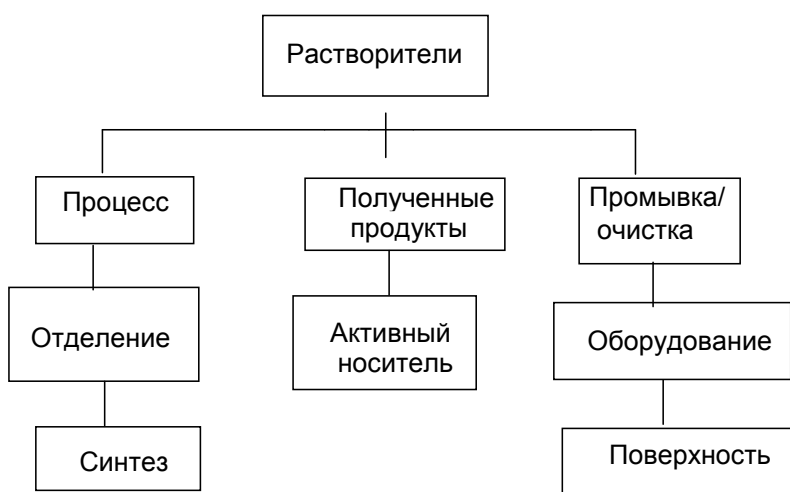 Растворители
Процесс
Полученные
продукты
Промывка/
очистка
Отделение
Активный
носитель
Оборудование
Синтез
Поверхность